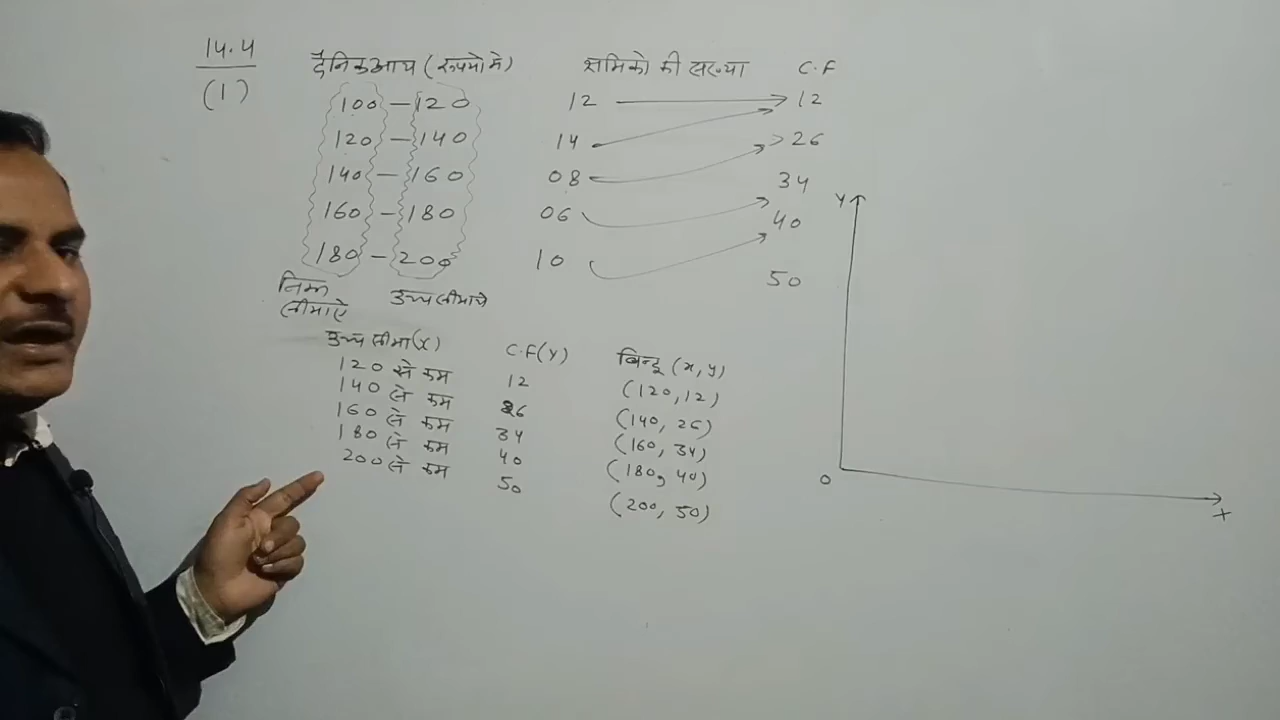 14.4 दैनिक आय (रुपयो मे) श्रमिको की संख्या C.F
(1) 100 – 120 12 12
120 – 140 14 26
140 – 160 08 34
160 – 180 06 40
180 – 200 10 50
निम्न सीमाऐ उच्च सीमाये
उच्च सीमा (x) C.F (y) बिन्दू (x, y)
120 से कम 12 (120, 12)
140 से कम 26 (140, 26)
160 से कम 34 (160, 34)
180 से कम 40 (180, 40)
200 से कम 50 (200, 50)
Y
O
X